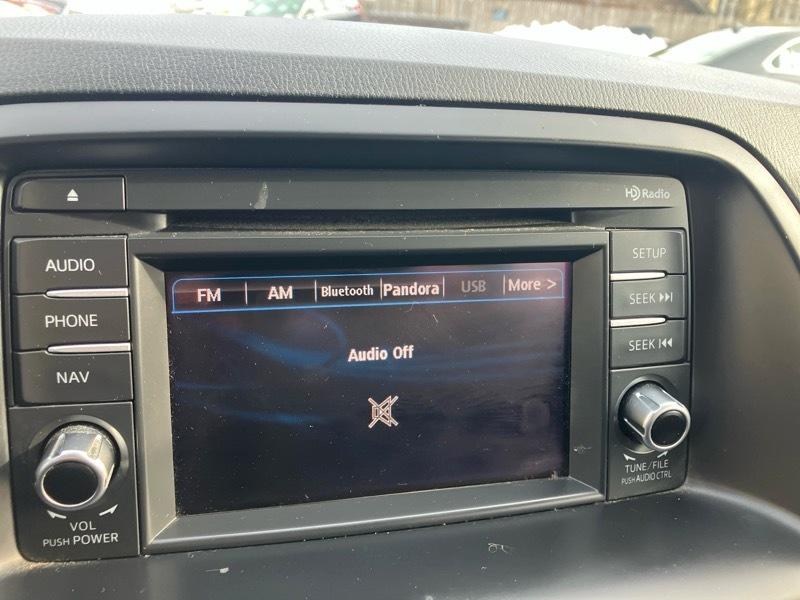 HD Radio
AUDIO
PHONE
NAV
VOL
PUSH POWER
FM AM Bluetooth Pandora USB More >
Audio Off
SETUP
SEEK
SEEK
TUNE/FILE
PUSH AUDIO CTRL